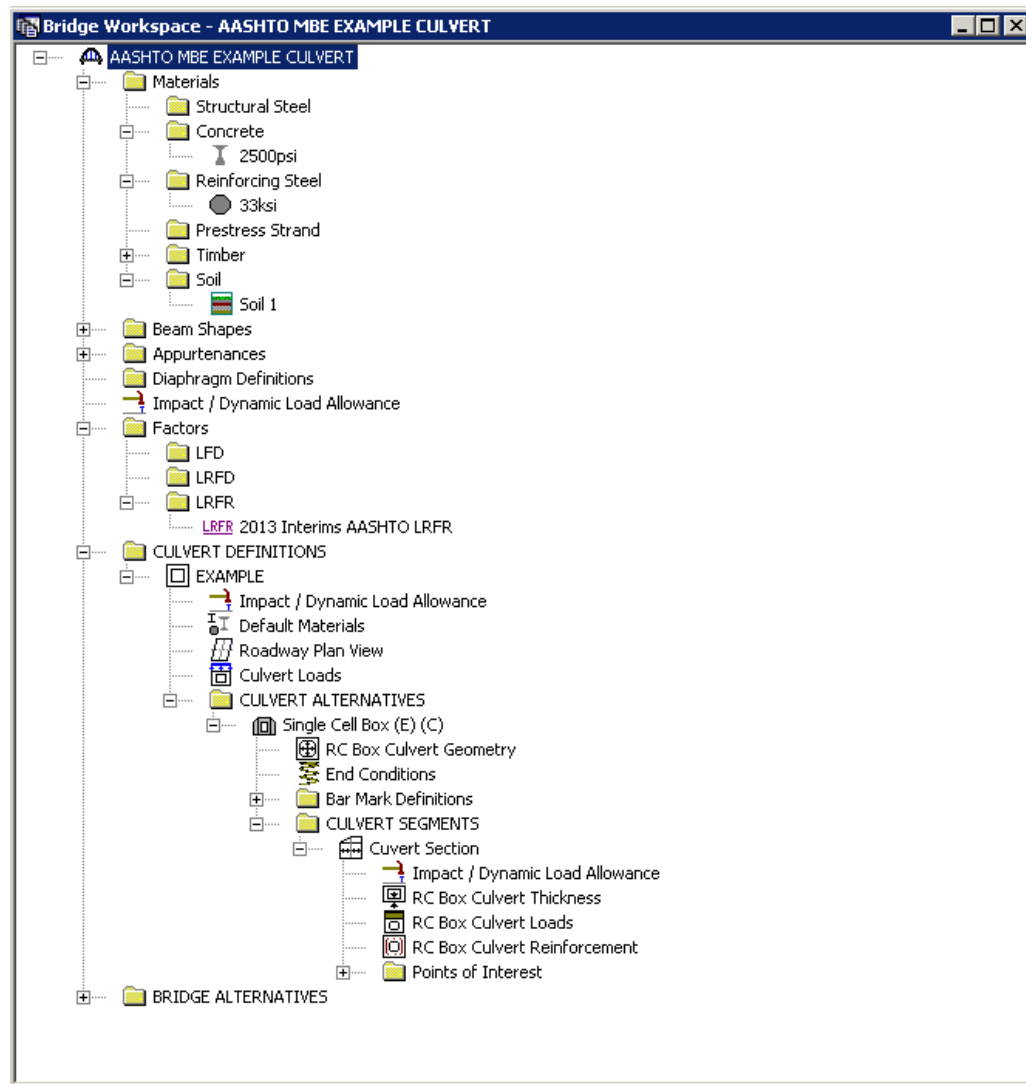 Bridge Workspace - AASHTO MBE EXAMPLE CULVERT
AASHTO MBE EXAMPLE CULVERT
Materials
Structural Steel
Concrete
2500psi
Reinforcing Steel
33ksi
Prestress Strand
Timber
Soil
Soil 1
Beam Shapes
Appurtenances
Diaphragm Definitions
Impact / Dynamic Load Allowance
Factors
LFD
LRFD
LRFR
LRFR 2013 Interims AASHTO LRFR
CULVERT DEFINITIONS
EXAMPLE
Impact / Dynamic Load Allowance
Default Materials
Roadway Plan View
Culvert Loads
CULVERT ALTERNATIVES
Single Cell Box (E) (C)
RC Box Culvert Geometry
End Conditions
Bar Mark Definitions
CULVERT SEGMENTS
Cuvert Section
Impact / Dynamic Load Allowance
RC Box Culvert Thickness
RC Box Culvert Loads
RC Box Culvert Reinforcement
Points of Interest
BRIDGE ALTERNATIVES